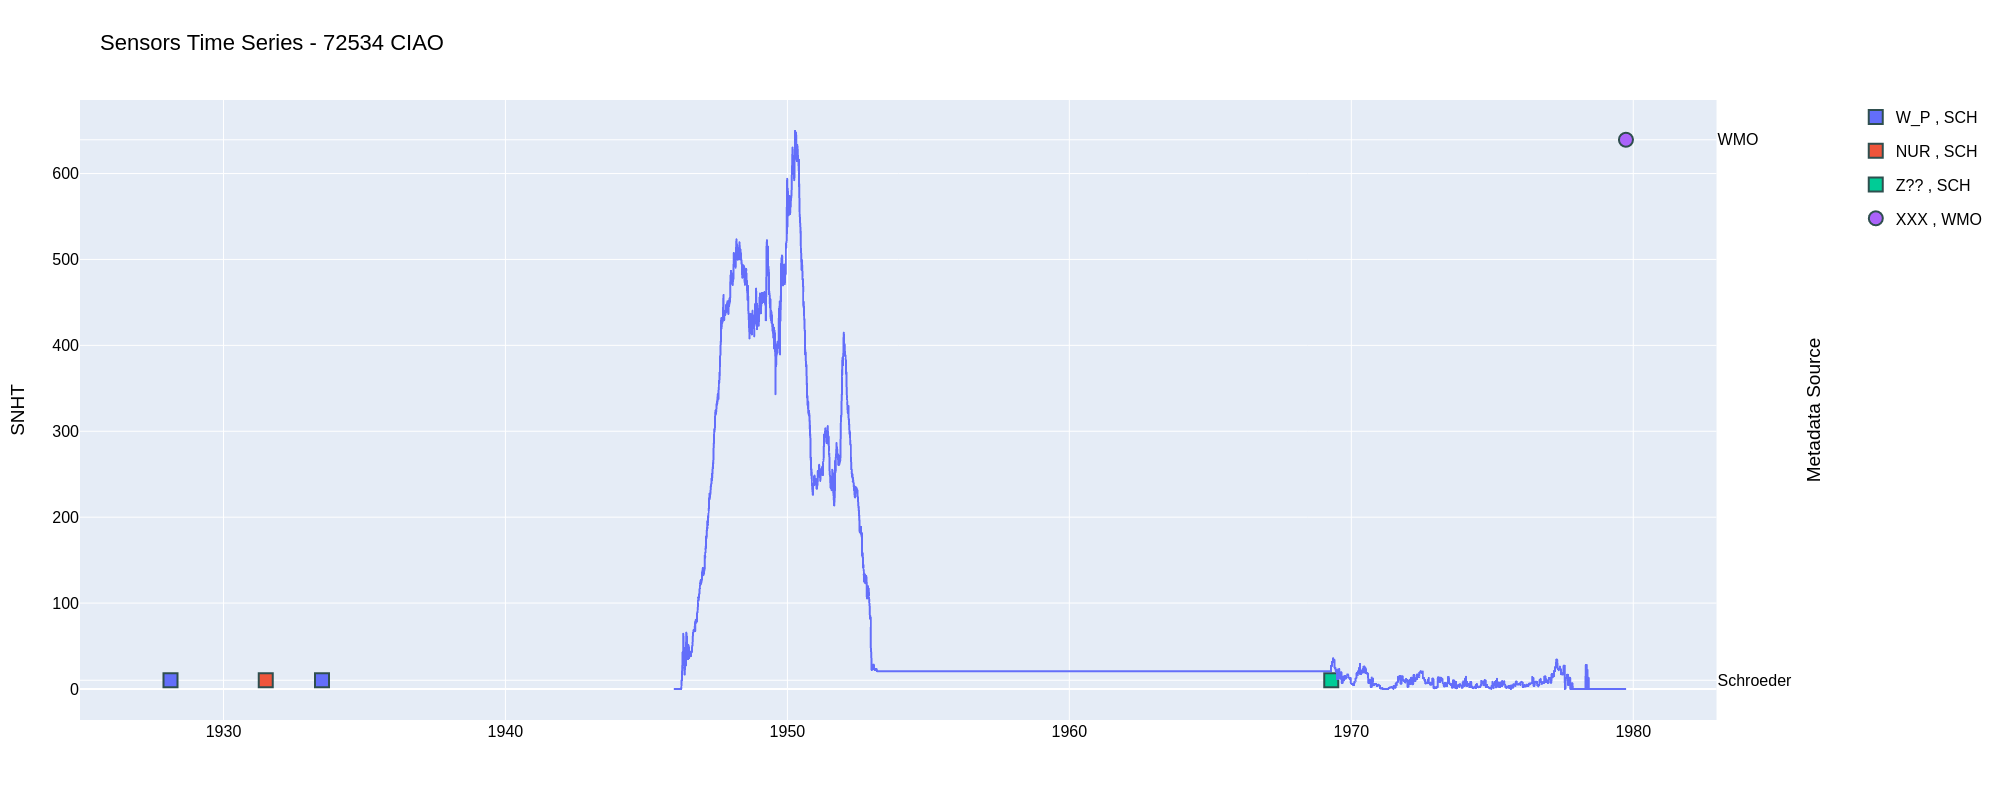 Sensors Time Series - 72534 CIAO
SNHT
600
500
400
300
200
100
0
1930
1940
1950
1960
1970
1980
WMO
Schroeder
Metadata Source
W_P , SCH
NUR , SCH
Z?? , SCH
XXX , WMO